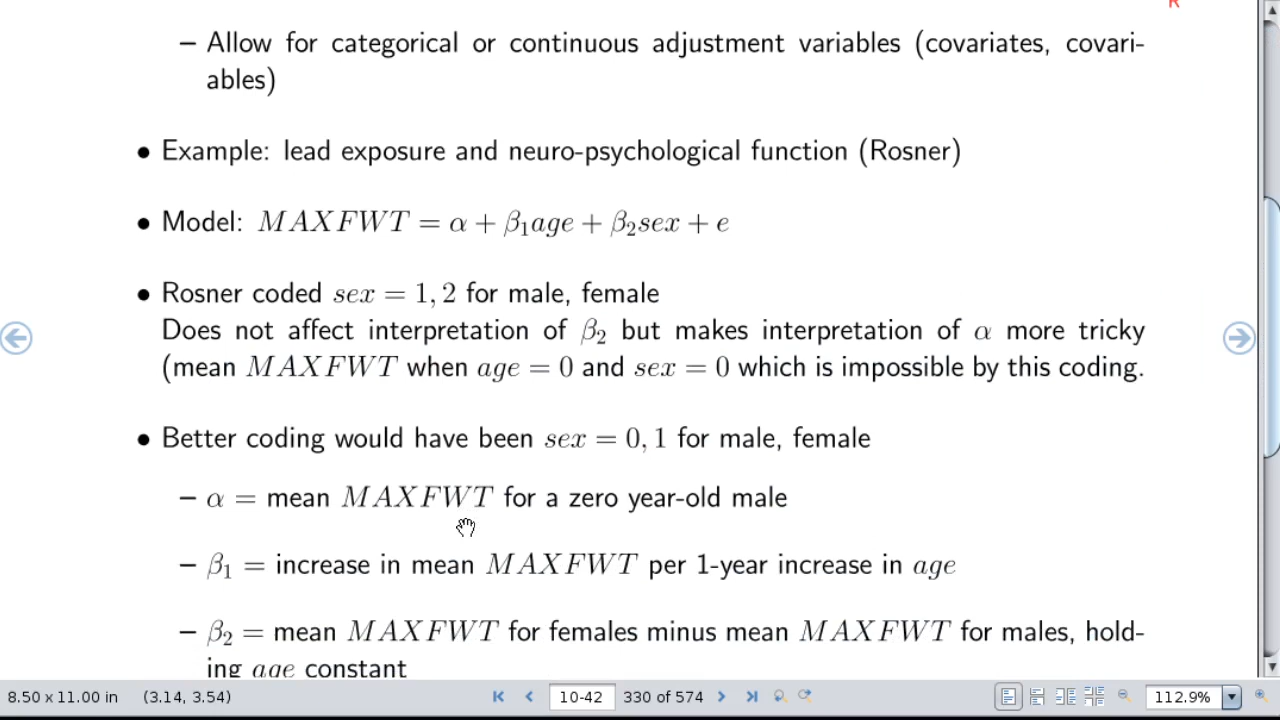 R
– Allow for categorical or continuous adjustment variables (covariates, covari-
ables)
• Example: lead exposure and neuro-psychological function (Rosner)
• Model: MAXFWT = α + β₁age + β₂sex + e
• Rosner coded sex = 1, 2 for male, female
Does not affect interpretation of β₂ but makes interpretation of α more tricky
(mean MAXFWT when age = 0 and sex = 0 which is impossible by this coding.
• Better coding would have been sex = 0, 1 for male, female
– α = mean MAXFWT for a zero year-old male
– β₁ = increase in mean MAXFWT per 1-year increase in age
– β₂ = mean MAXFWT for females minus mean MAXFWT for males, hold-
ing age constant
8.50 x 11.00 in (3.14, 3.54) 10-42 330 of 574 112.9%